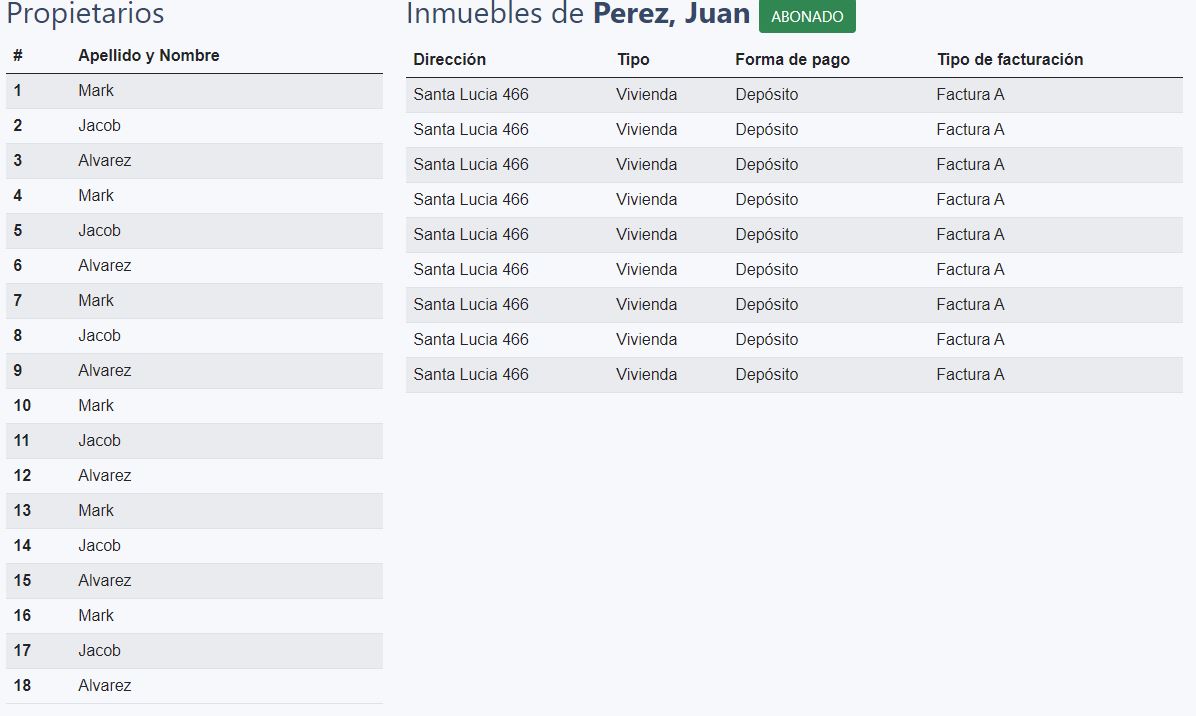 Propietarios
# Apellido y Nombre
1 Mark
2 Jacob
3 Alvarez
4 Mark
5 Jacob
6 Alvarez
7 Mark
8 Jacob
9 Alvarez
10 Mark
11 Jacob
12 Alvarez
13 Mark
14 Jacob
15 Alvarez
16 Mark
17 Jacob
18 Alvarez
Inmuebles de Perez, Juan ABONADO
Dirección Tipo Forma de pago Tipo de facturación
Santa Lucia 466 Vivienda Depósito Factura A
Santa Lucia 466 Vivienda Depósito Factura A
Santa Lucia 466 Vivienda Depósito Factura A
Santa Lucia 466 Vivienda Depósito Factura A
Santa Lucia 466 Vivienda Depósito Factura A
Santa Lucia 466 Vivienda Depósito Factura A
Santa Lucia 466 Vivienda Depósito Factura A
Santa Lucia 466 Vivienda Depósito Factura A
Santa Lucia 466 Vivienda Depósito Factura A